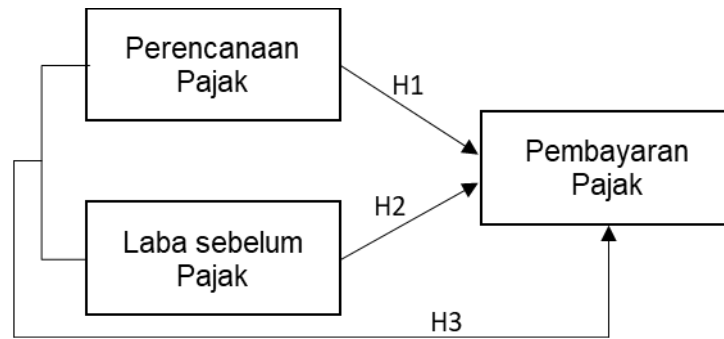 Perencanaan
Pajak
H1
Pembayaran
Pajak
H2
Laba sebelum
Pajak
H3